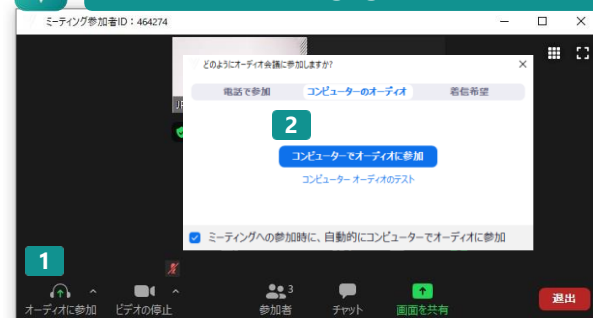 ミーティング参加者ID：464274
どのようにオーディオ会議に参加しますか?
電話で参加 コンピューターのオーディオ 着信希望
2
コンピューターでオーディオに参加
コンピューター オーディオのテスト
ミーティングへの参加時に、自動的にコンピューターでオーディオに参加
1
3
オーディオに参加 ビデオの停止 参加者 チャット 画面を共有 退出